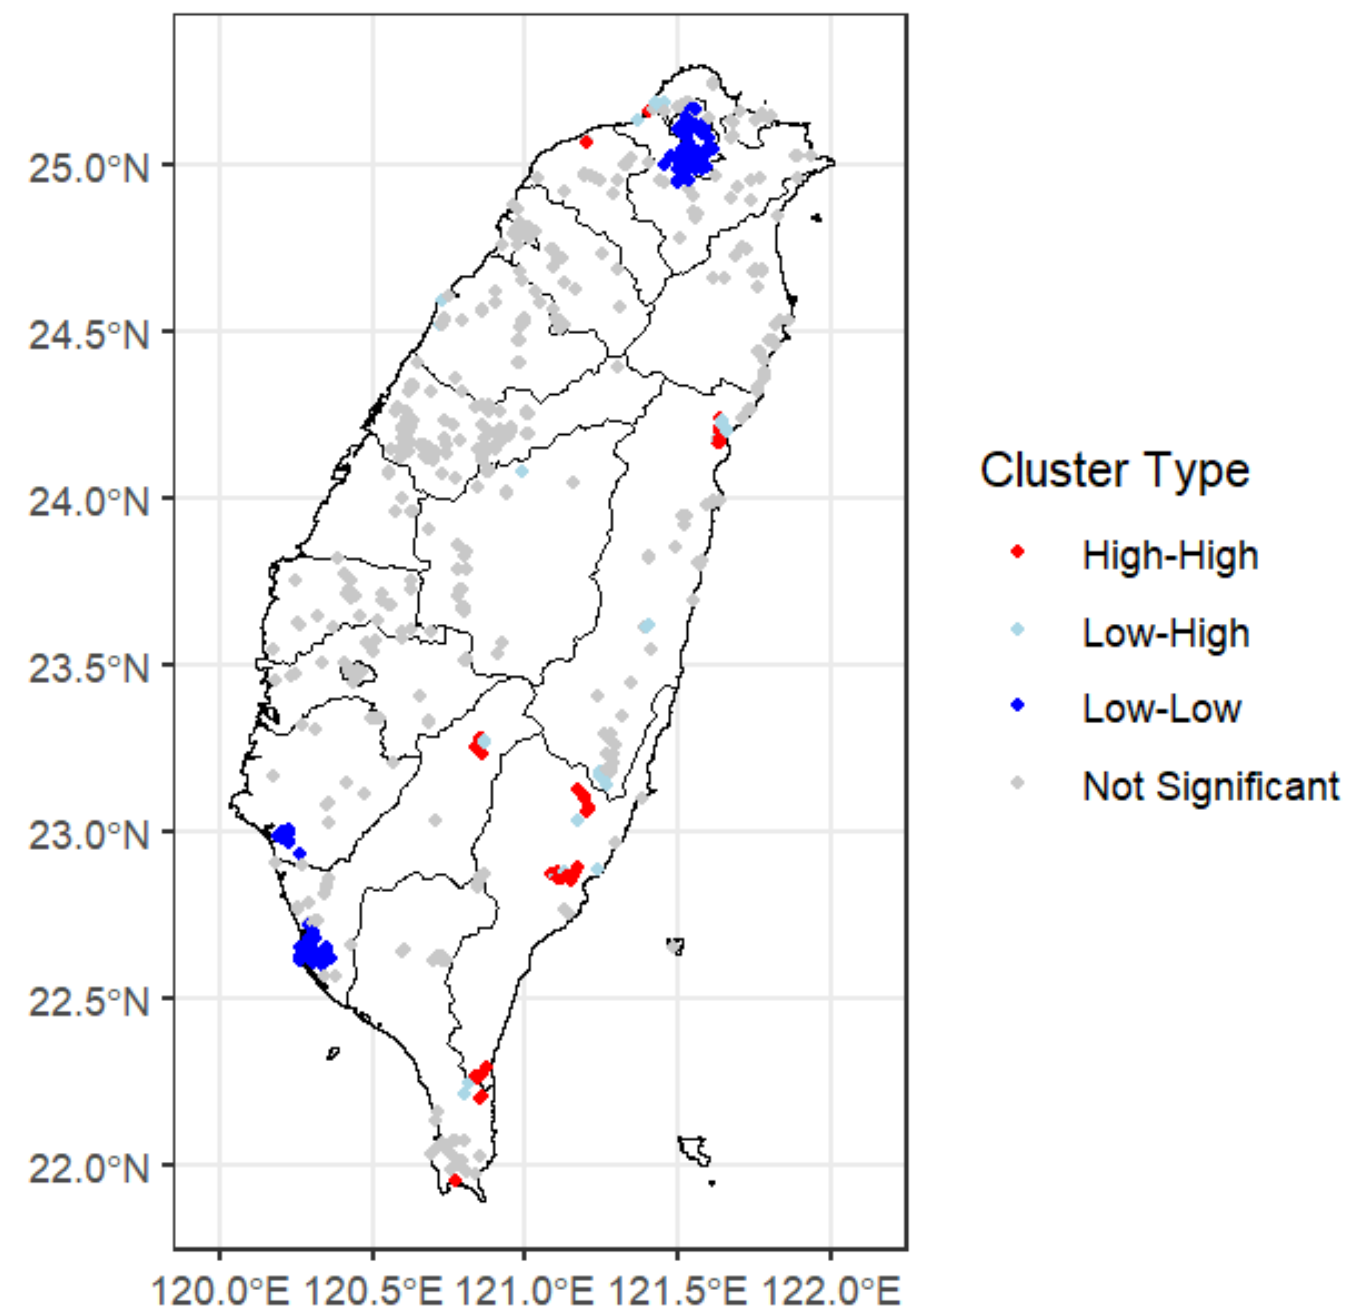 25.0°N
24.5°N
24.0°N
23.5°N
23.0°N
22.5°N
22.0°N
120.0°E 120.5°E 121.0°E 121.5°E 122.0°E
Cluster Type
High-High
Low-High
Low-Low
Not Significant